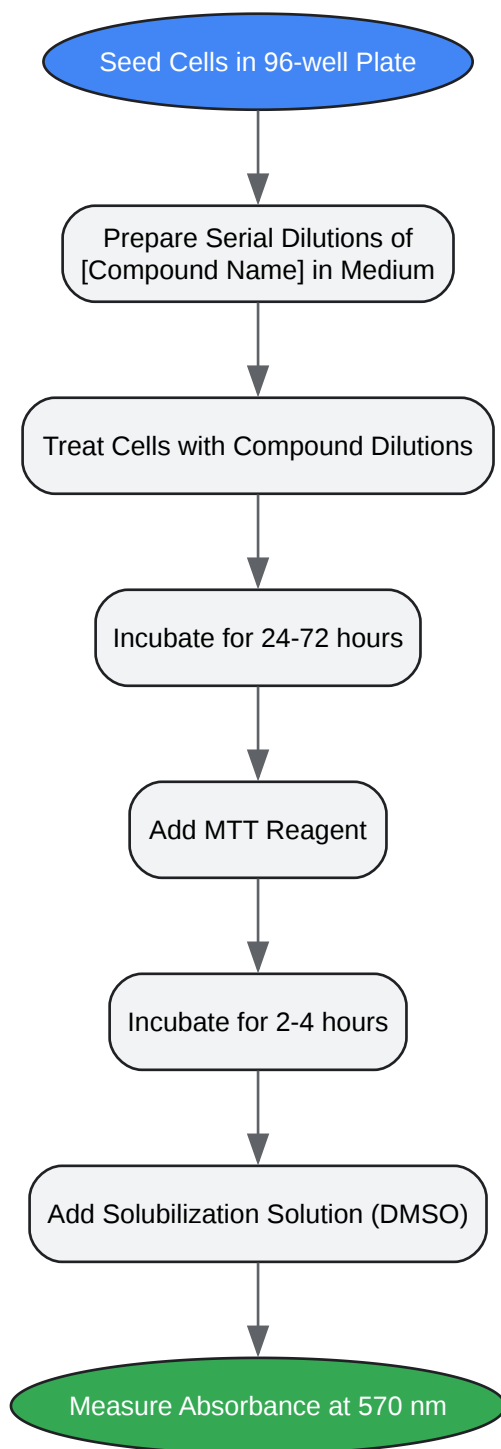 Seed Cells in 96-well Plate
Prepare Serial Dilutions of
[Compound Name] in Medium
Treat Cells with Compound Dilutions
Incubate for 24-72 hours
Add MTT Reagent
Incubate for 2-4 hours
Add Solubilization Solution (DMSO)
Measure Absorbance at 570 nm